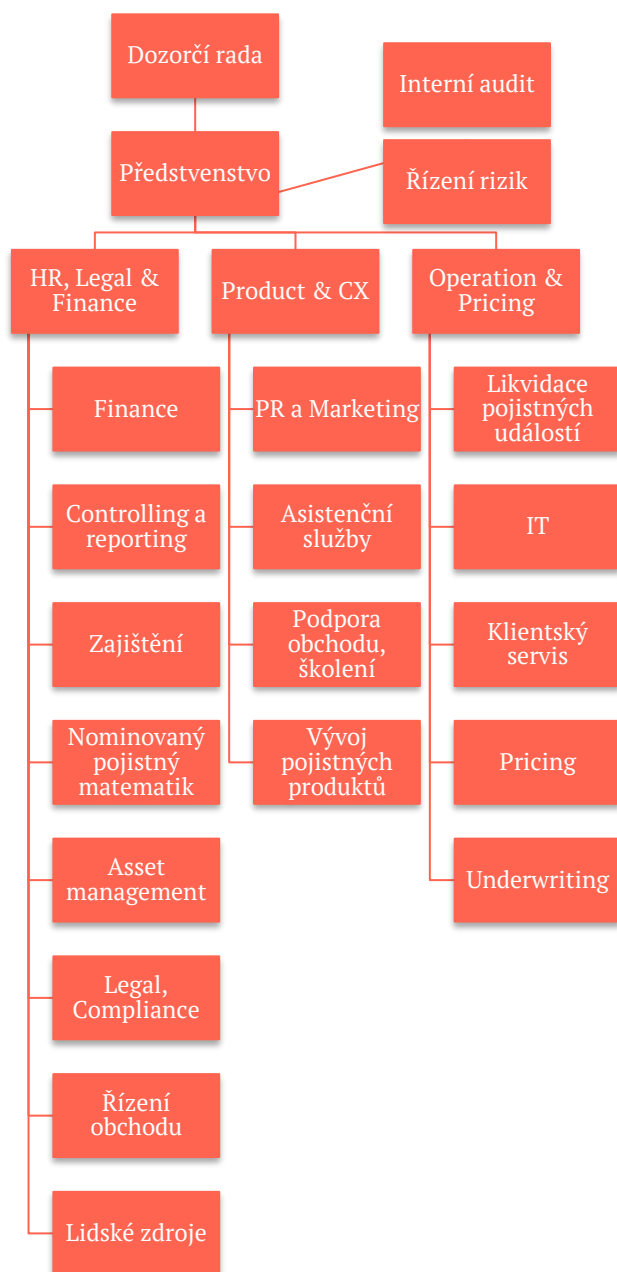 Dozorčí rada
Interní audit
Předstvenstvo
Řízení rizik
HR, Legal &
Finance
Product & CX
Operation &
Pricing
Finance
Controlling a
reporting
Zajištění
Nominovaný
pojistný
matematik
Asset
management
Legal,
Compliance
Řízení
obchodu
Lidské zdroje
PR a Marketing
Asistenční
služby
Podpora
obchodu,
školení
Vývoj
pojistných
produktů
Likvidace
pojistných
událostí
IT
Klientský
servis
Pricing
Underwriting